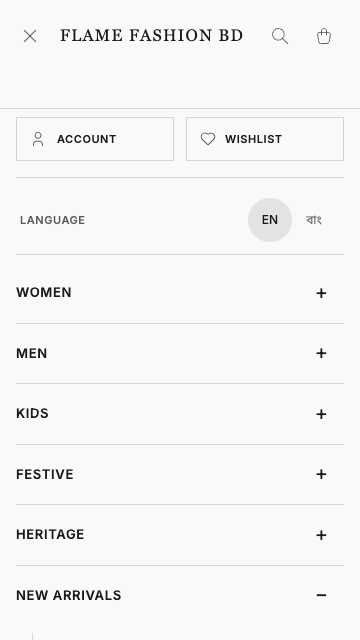 FLAME FASHION BD
ACCOUNT
WISHLIST
LANGUAGE
EN
বাং
WOMEN
+
MEN
+
KIDS
+
FESTIVE
+
HERITAGE
+
NEW ARRIVALS
−